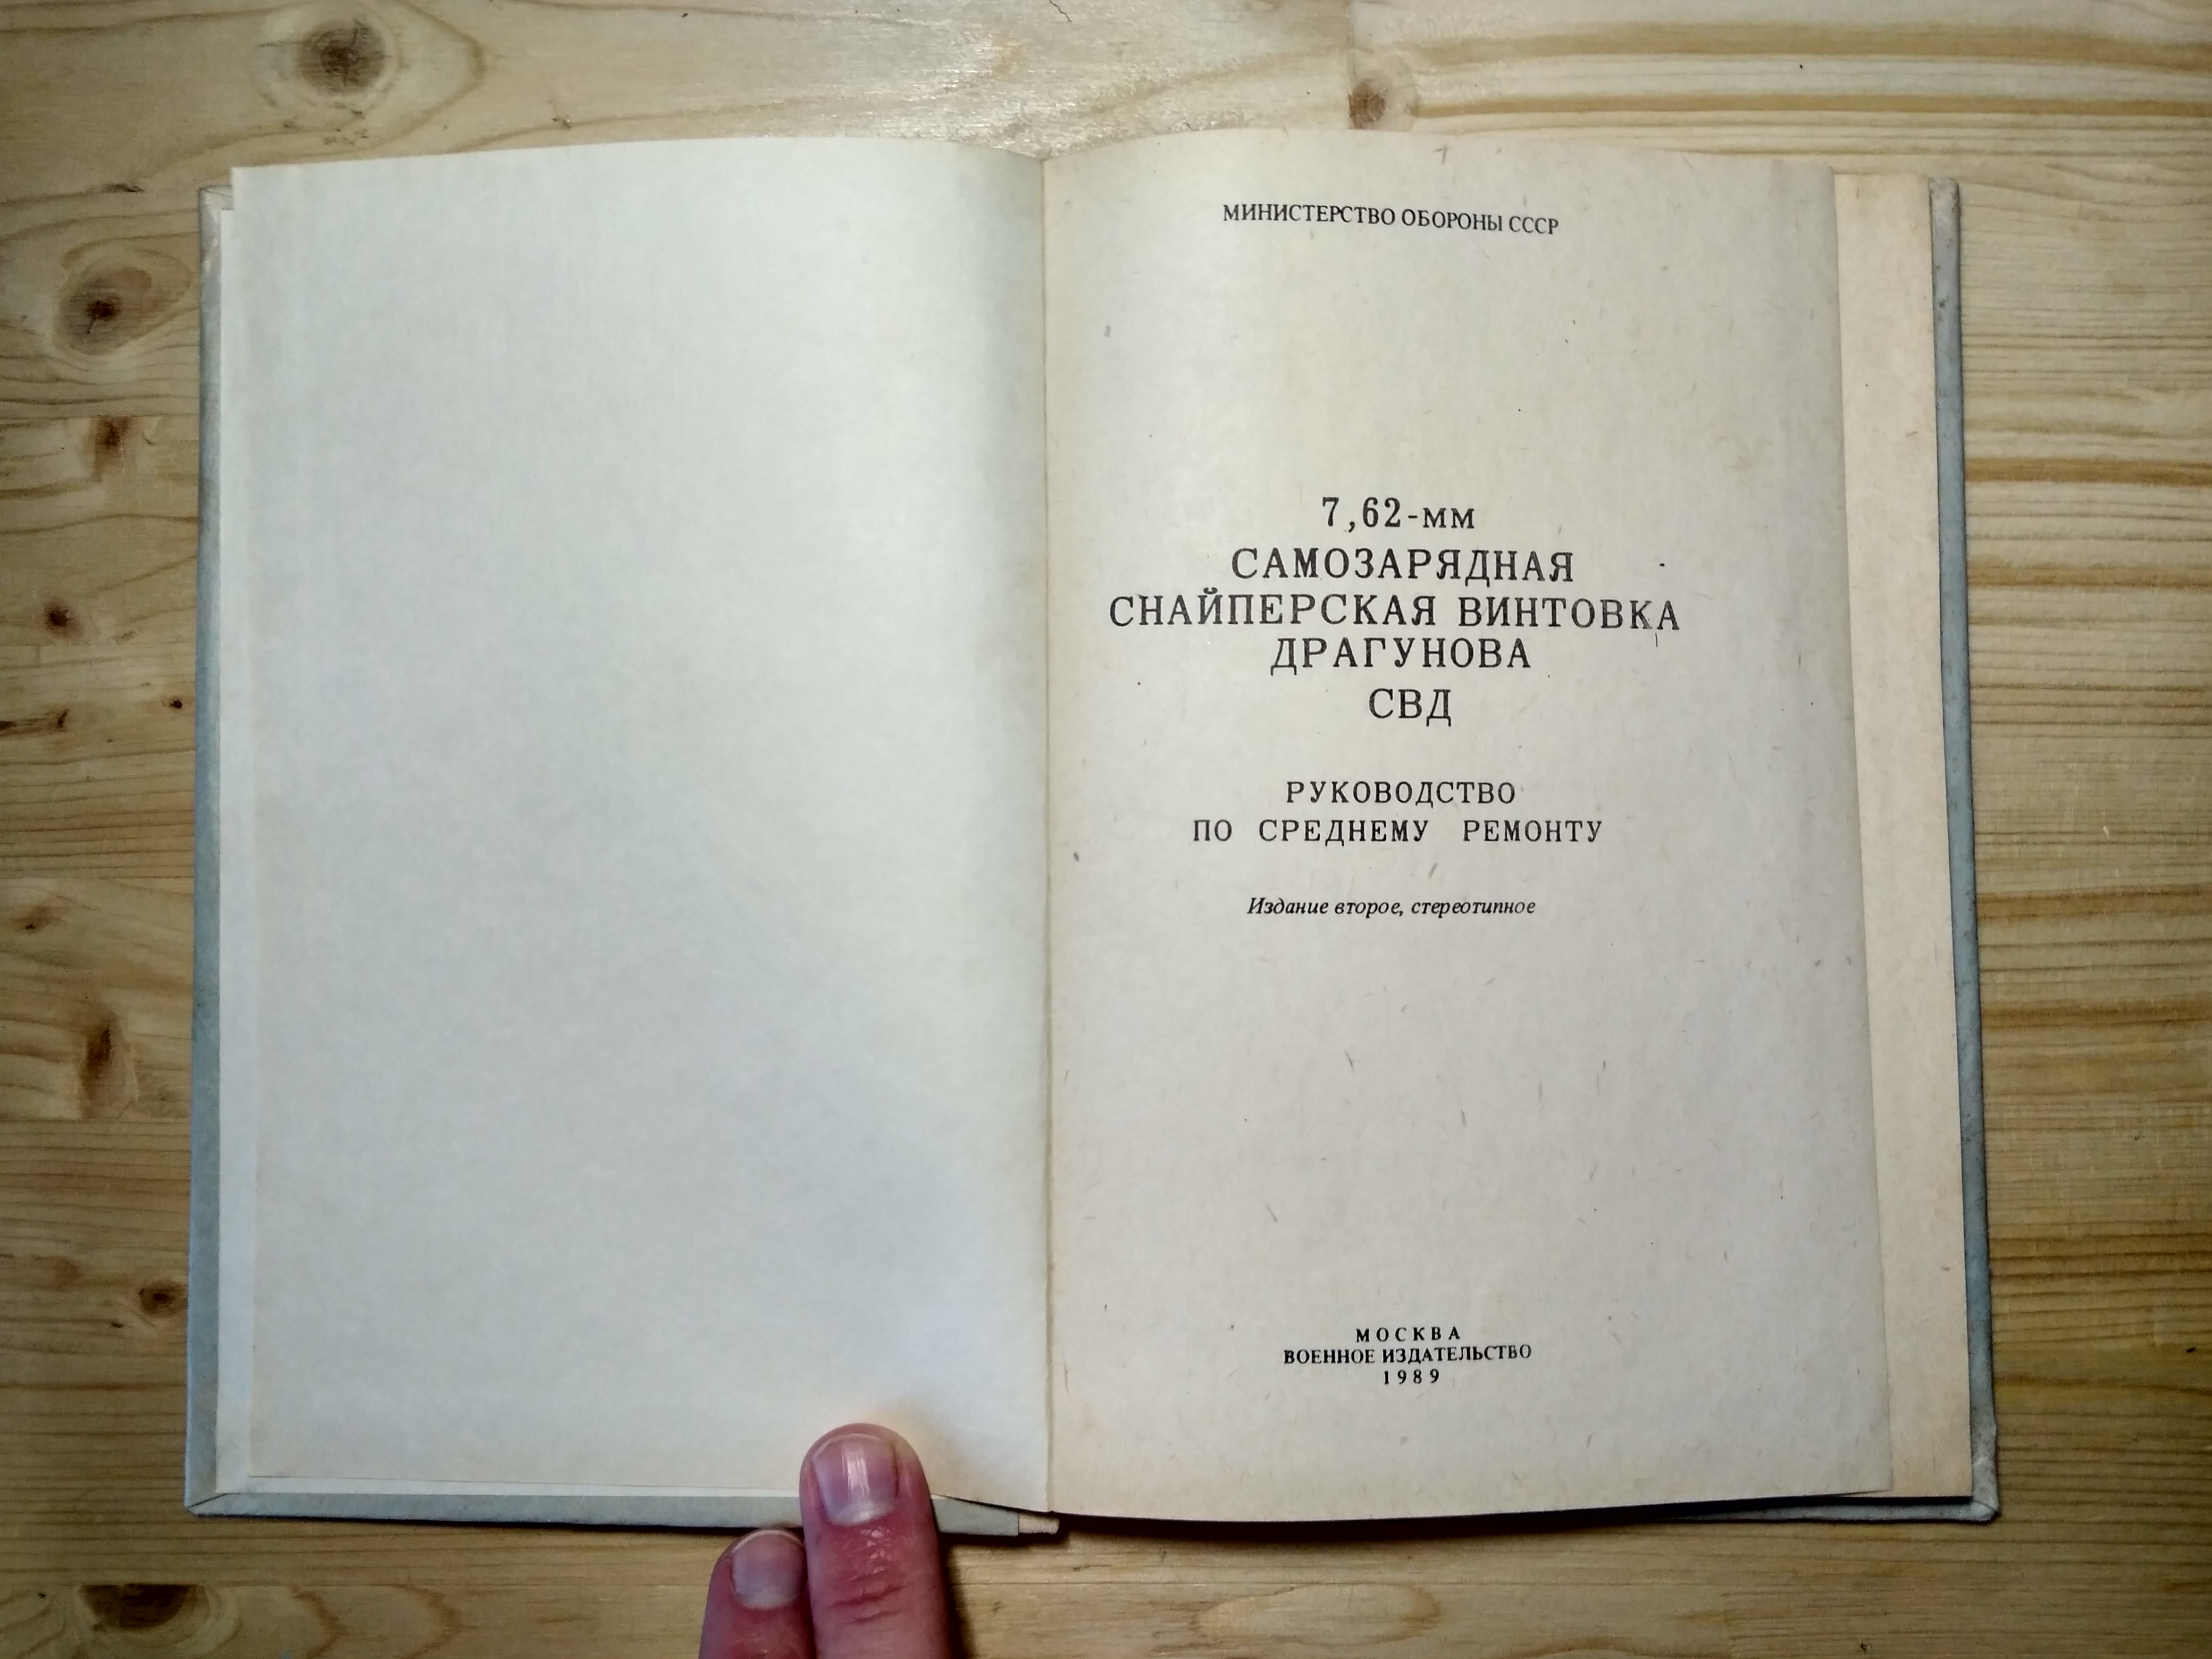 МИНИСТЕРСТВО ОБОРОНЫ СССР
7,62-мм
САМОЗАРЯДНАЯ
СНАЙПЕРСКАЯ ВИНТОВКА
ДРАГУНОВА
СВД
РУКОВОДСТВО
ПО СРЕДНЕМУ РЕМОНТУ
Издание второе, стереотипное
МОСКВА
ВОЕННОЕ ИЗДАТЕЛЬСТВО
1989